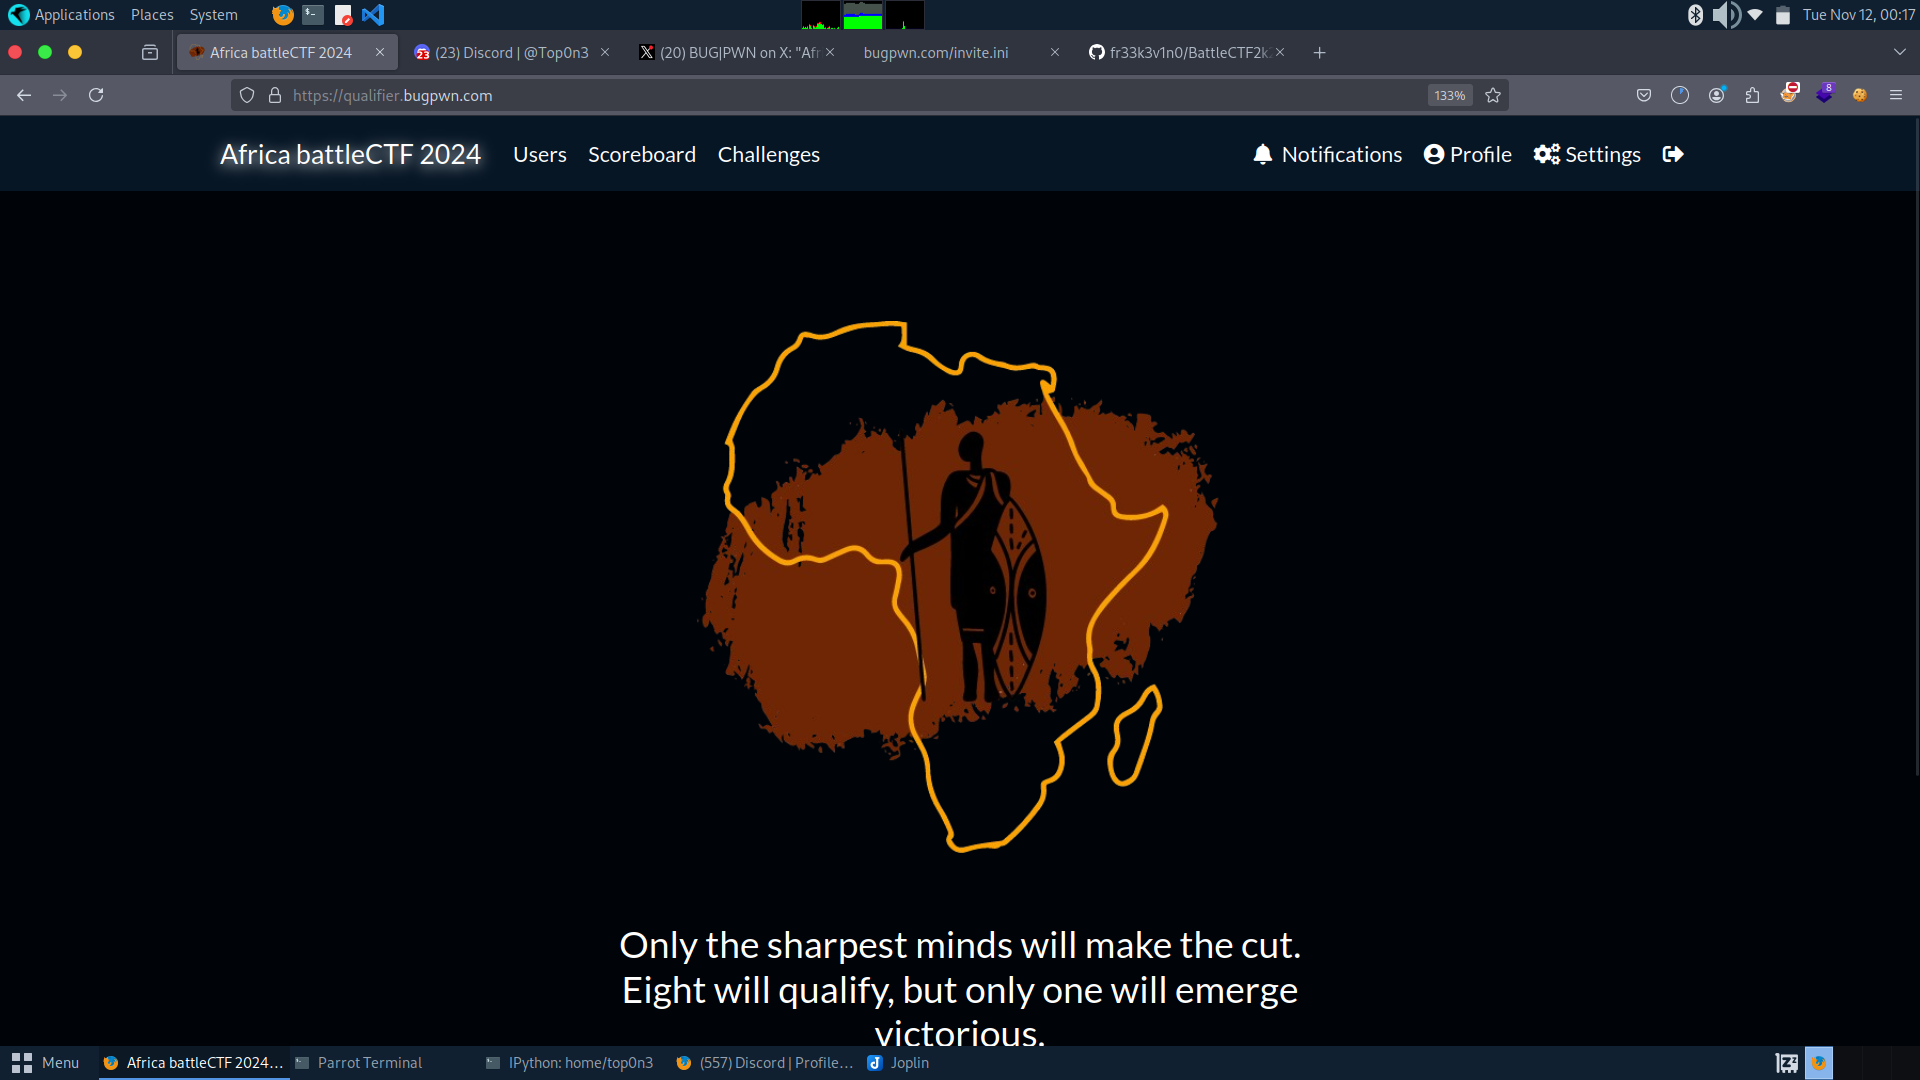 Applications Places System
Tue Nov 12, 00:17
Africa battleCTF 2024
(23) Discord | @Top0n3
(20) BUG|PWN on X: "Afr
bugpwn.com/invite.ini
fr33k3v1n0/BattleCTF2k
https://qualifier.bugpwn.com
133%
8
Africa battleCTF 2024 Users Scoreboard Challenges Notifications Profile Settings
Only the sharpest minds will make the cut.
Eight will qualify, but only one will emerge
victorious.
Menu
Africa battleCTF 2024...
Parrot Terminal
IPython: home/top0n3
(557) Discord | Profile...
Joplin